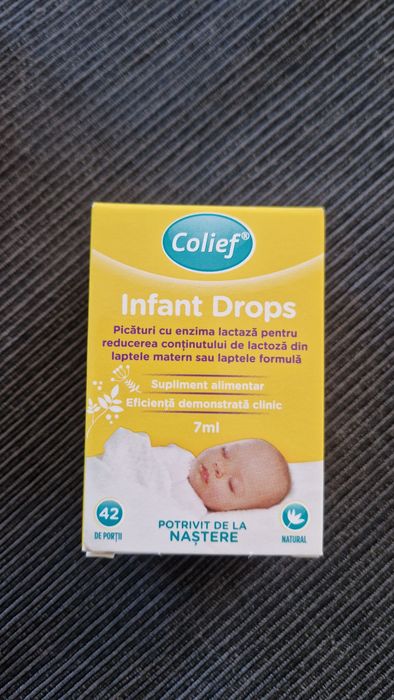 Colief®
Infant Drops
Picături cu enzima lactază pentru
reducerea conținutului de lactoză din
laptele matern sau laptele formulă
Supliment alimentar
Eficiență demonstrată clinic
7ml
42
DE PORȚII
POTRIVIT DE LA
NAȘTERE
NATURAL